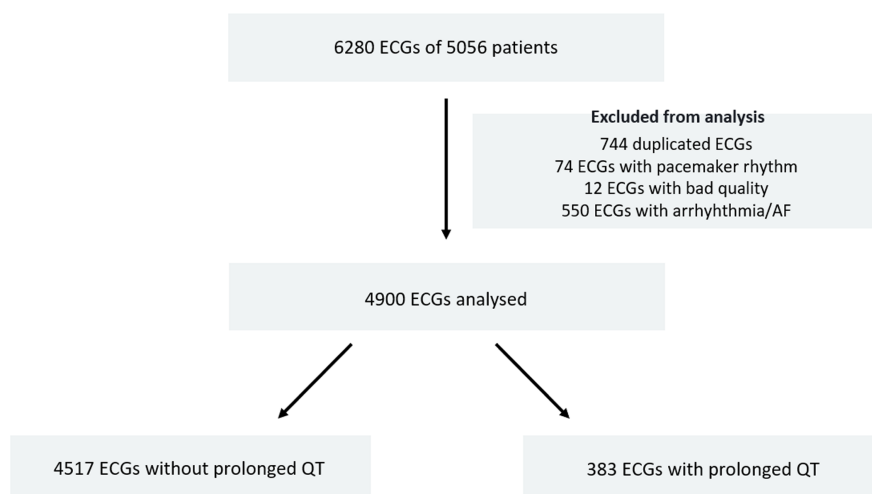 6280 ECGs of 5056 patients
Excluded from analysis
744 duplicated ECGs
74 ECGs with pacemaker rhythm
12 ECGs with bad quality
550 ECGs with arrhyhthmia/AF
4900 ECGs analysed
4517 ECGs without prolonged QT
383 ECGs with prolonged QT